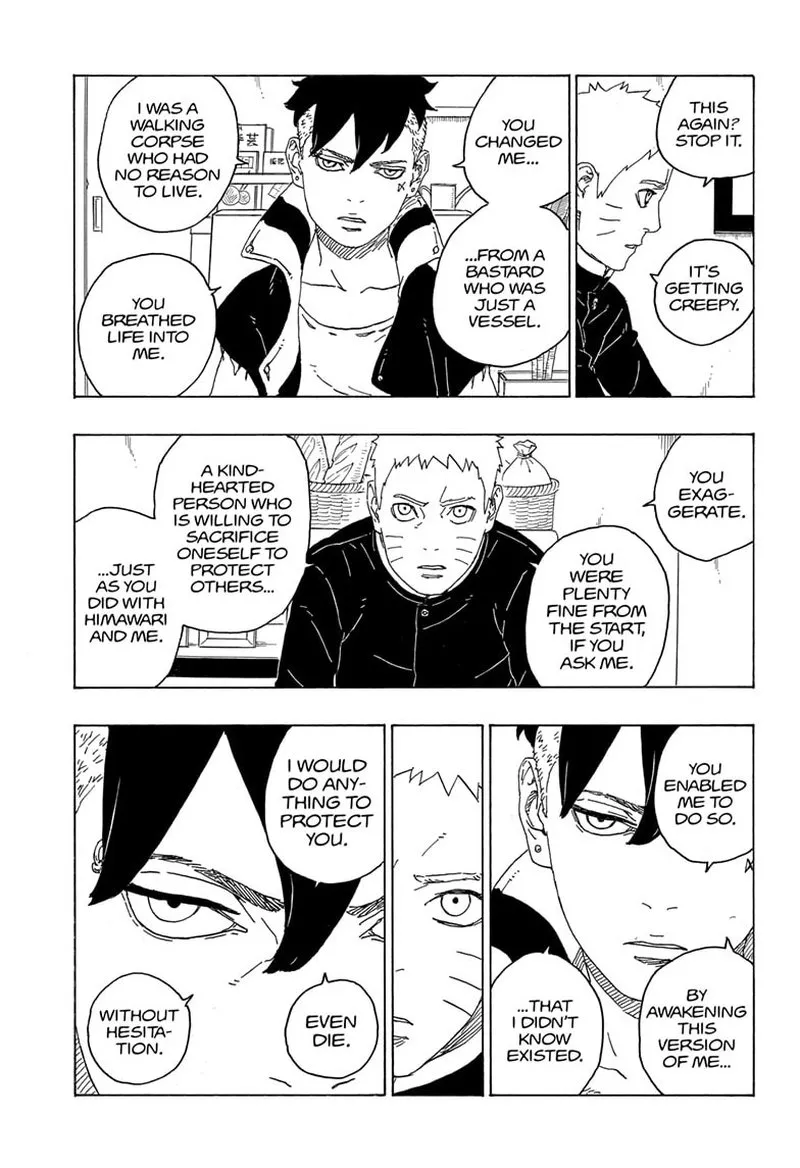 THIS
AGAIN?
STOP IT.
IT'S
GETTING
CREEPY.
YOU
CHANGED
ME...
...FROM A
BASTARD
WHO WAS
JUST A
VESSEL.
I WAS A
WALKING
CORPSE
WHO HAD
NO REASON
TO LIVE.
YOU
BREATHED
LIFE INTO
ME.
YOU
EXAG-
GERATE.
YOU
WERE
PLENTY
FINE FROM
THE START,
IF YOU
ASK ME.
A KIND-
HEARTED
PERSON WHO
IS WILLING TO
SACRIFICE
ONESELF TO
PROTECT
OTHERS...
...JUST
AS YOU
DID WITH
HIMAWARI
AND ME.
YOU
ENABLED
ME TO
DO SO.
BY
AWAKENING
THIS
VERSION
OF ME...
...THAT
I DIDN'T
KNOW
EXISTED.
I WOULD
DO ANY-
THING TO
PROTECT
YOU.
EVEN
DIE.
WITHOUT
HESITA-
TION.